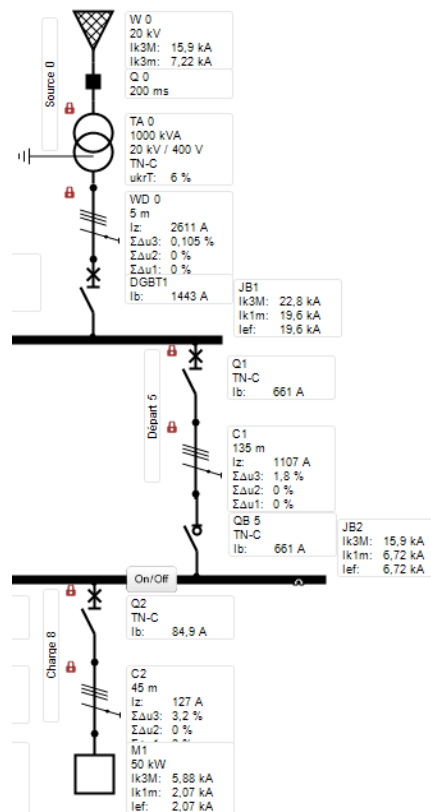 W 0
20 kV
Ik3M: 15,9 kA
Ik3m: 7,22 kA
Q 0
200 ms
Source 0
TA 0
1000 kVA
20 kV / 400 V
TN-C
ukrT: 6 %
WD 0
5 m
Iz: 2611 A
ΣΔu3: 0,105 %
ΣΔu2: 0 %
ΣΔu1: 0 %
DGBT1
Ib: 1443 A
JB1
Ik3M: 22,8 kA
Ik1m: 19,6 kA
Ief: 19,6 kA
Q1
TN-C
Ib: 661 A
Départ 5
C1
135 m
Iz: 1107 A
ΣΔu3: 1,8 %
ΣΔu2: 0 %
ΣΔu1: 0 %
QB 5
TN-C
Ib: 661 A
JB2
Ik3M: 15,9 kA
Ik1m: 6,72 kA
Ief: 6,72 kA
On/Off
Q2
TN-C
Ib: 84,9 A
Charge 8
C2
45 m
Iz: 127 A
ΣΔu3: 3,2 %
ΣΔu2: 0 %
M1
50 kW
Ik3M: 5,88 kA
Ik1m: 2,07 kA
Ief: 2,07 kA